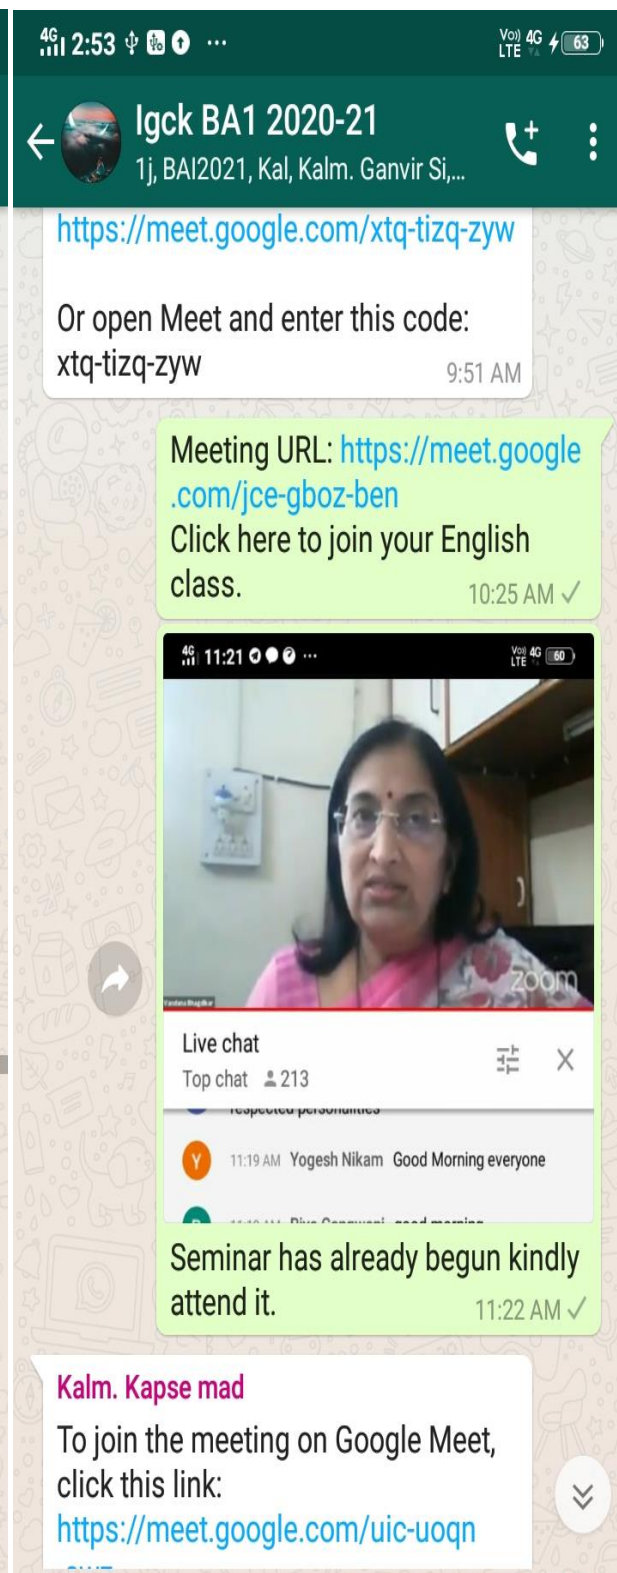 4G 2:53 ...
Vo)) 4G
LTE
63
Igck BA1 2020-21
1j, BAI2021, Kal, Kalm. Ganvir Si,...
https://meet.google.com/xtq-tizq-zyw
Or open Meet and enter this code:
xtq-tizq-zyw
9:51 AM
Meeting URL: https://meet.google
.com/jce-gboz-ben
Click here to join your English
class.
10:25 AM
4G 11:21 ...
Vo)) 4G
LTE
60
zoom
Vandana Bhagdikar
Live chat
Top chat 213
respected personalities
Y 11:19 AM Yogesh Nikam Good Morning everyone
Seminar has already begun kindly
attend it.
11:22 AM
Kalm. Kapse mad
To join the meeting on Google Meet,
click this link:
https://meet.google.com/uic-uoqn